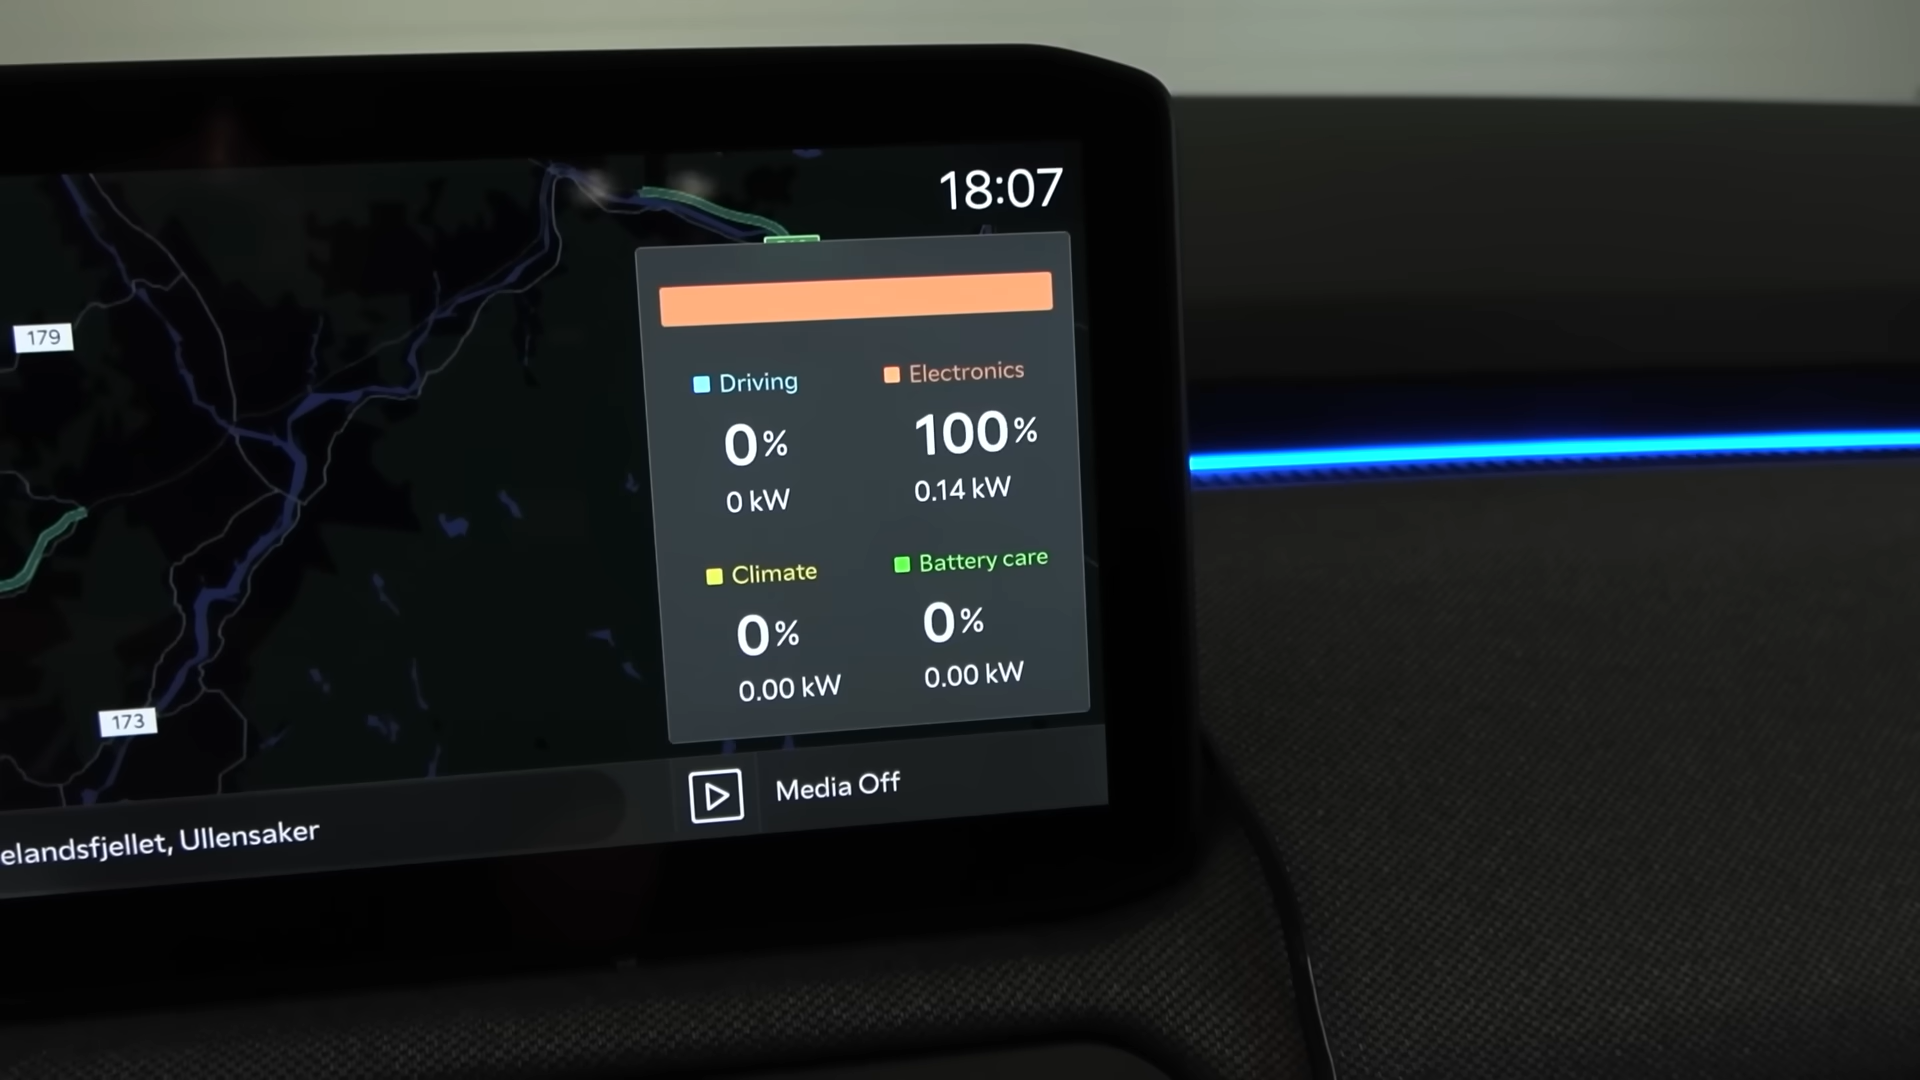 18:07
179
Driving
Electronics
0%
100%
0 kW
0.14 kW
Climate
Battery care
0%
0%
0.00 kW
0.00 kW
173
Media Off
elandsfjellet, Ullensaker